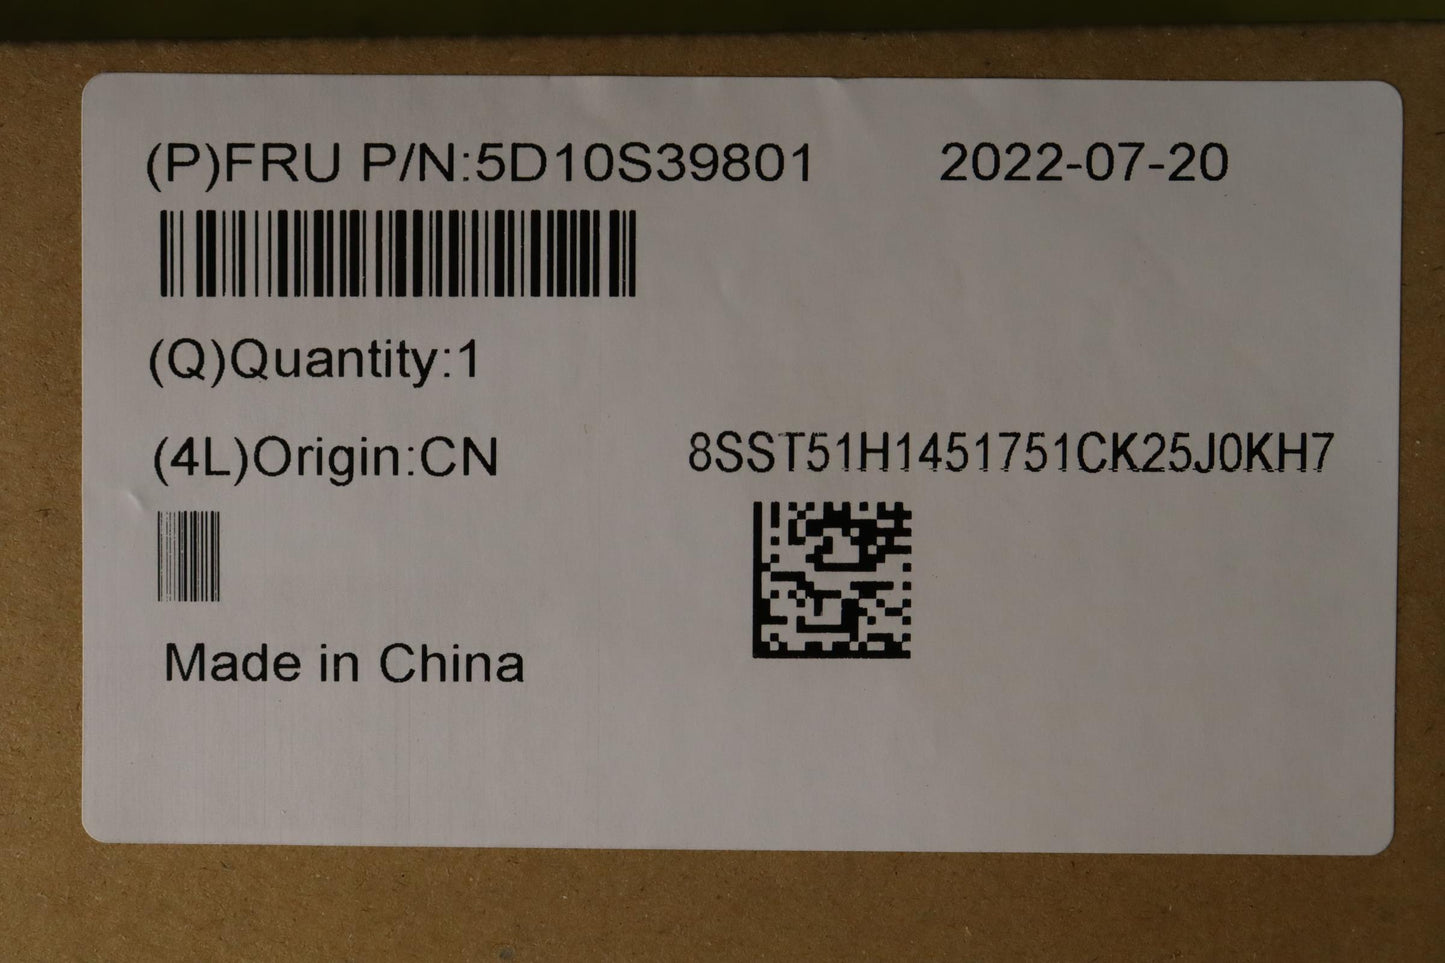 (P)FRU P/N:5D10S39801 2022-07-20
(Q)Quantity:1
(4L)Origin:CN 8SST51H1451751CK25J0KH7
Made in China